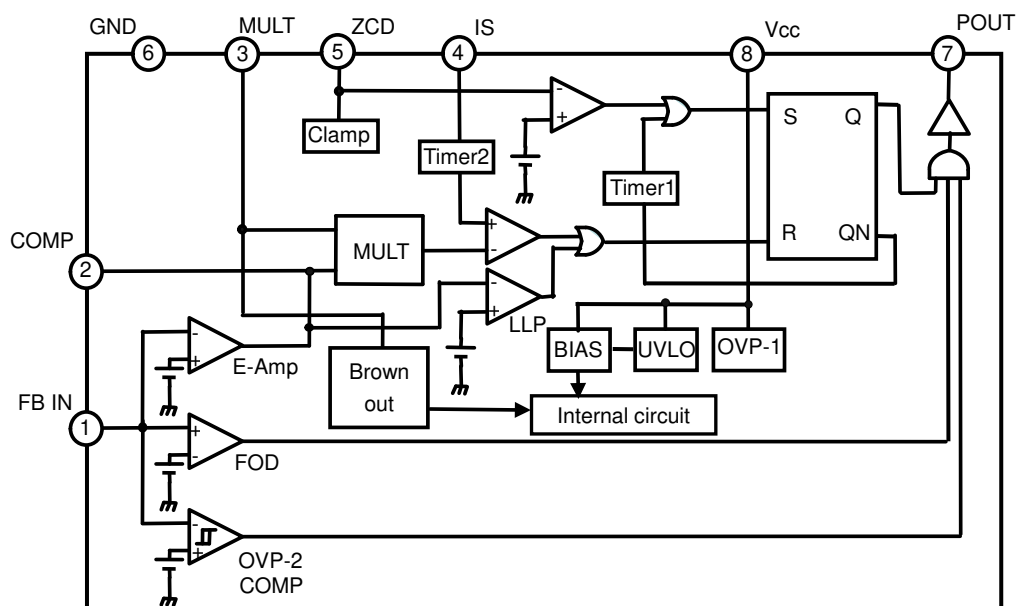 GND
MULT
ZCD
IS
Vcc
POUT
6
3
5
4
8
7
-
+
Clamp
S
Q
Timer2
Timer1
COMP
2
MULT
+
-
R
QN
-
+
LLP
-
+
E-Amp
BIAS
UVLO
OVP-1
Brown
out
FB IN
1
Internal circuit
+
-
FOD
-
+
OVP-2
COMP